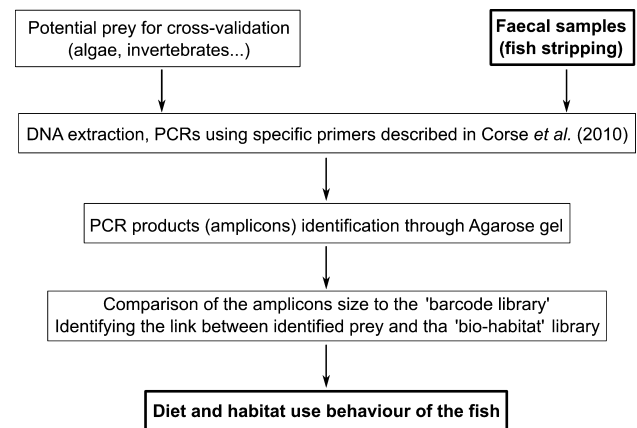 Potential prey for cross-validation
(algae, invertebrates...)
Faecal samples
(fish stripping)
DNA extraction, PCRs using specific primers described in Corse et al. (2010)
PCR products (amplicons) identification through Agarose gel
Comparison of the amplicons size to the 'barcode library'
Identifying the link between identified prey and tha 'bio-habitat' library
Diet and habitat use behaviour of the fish